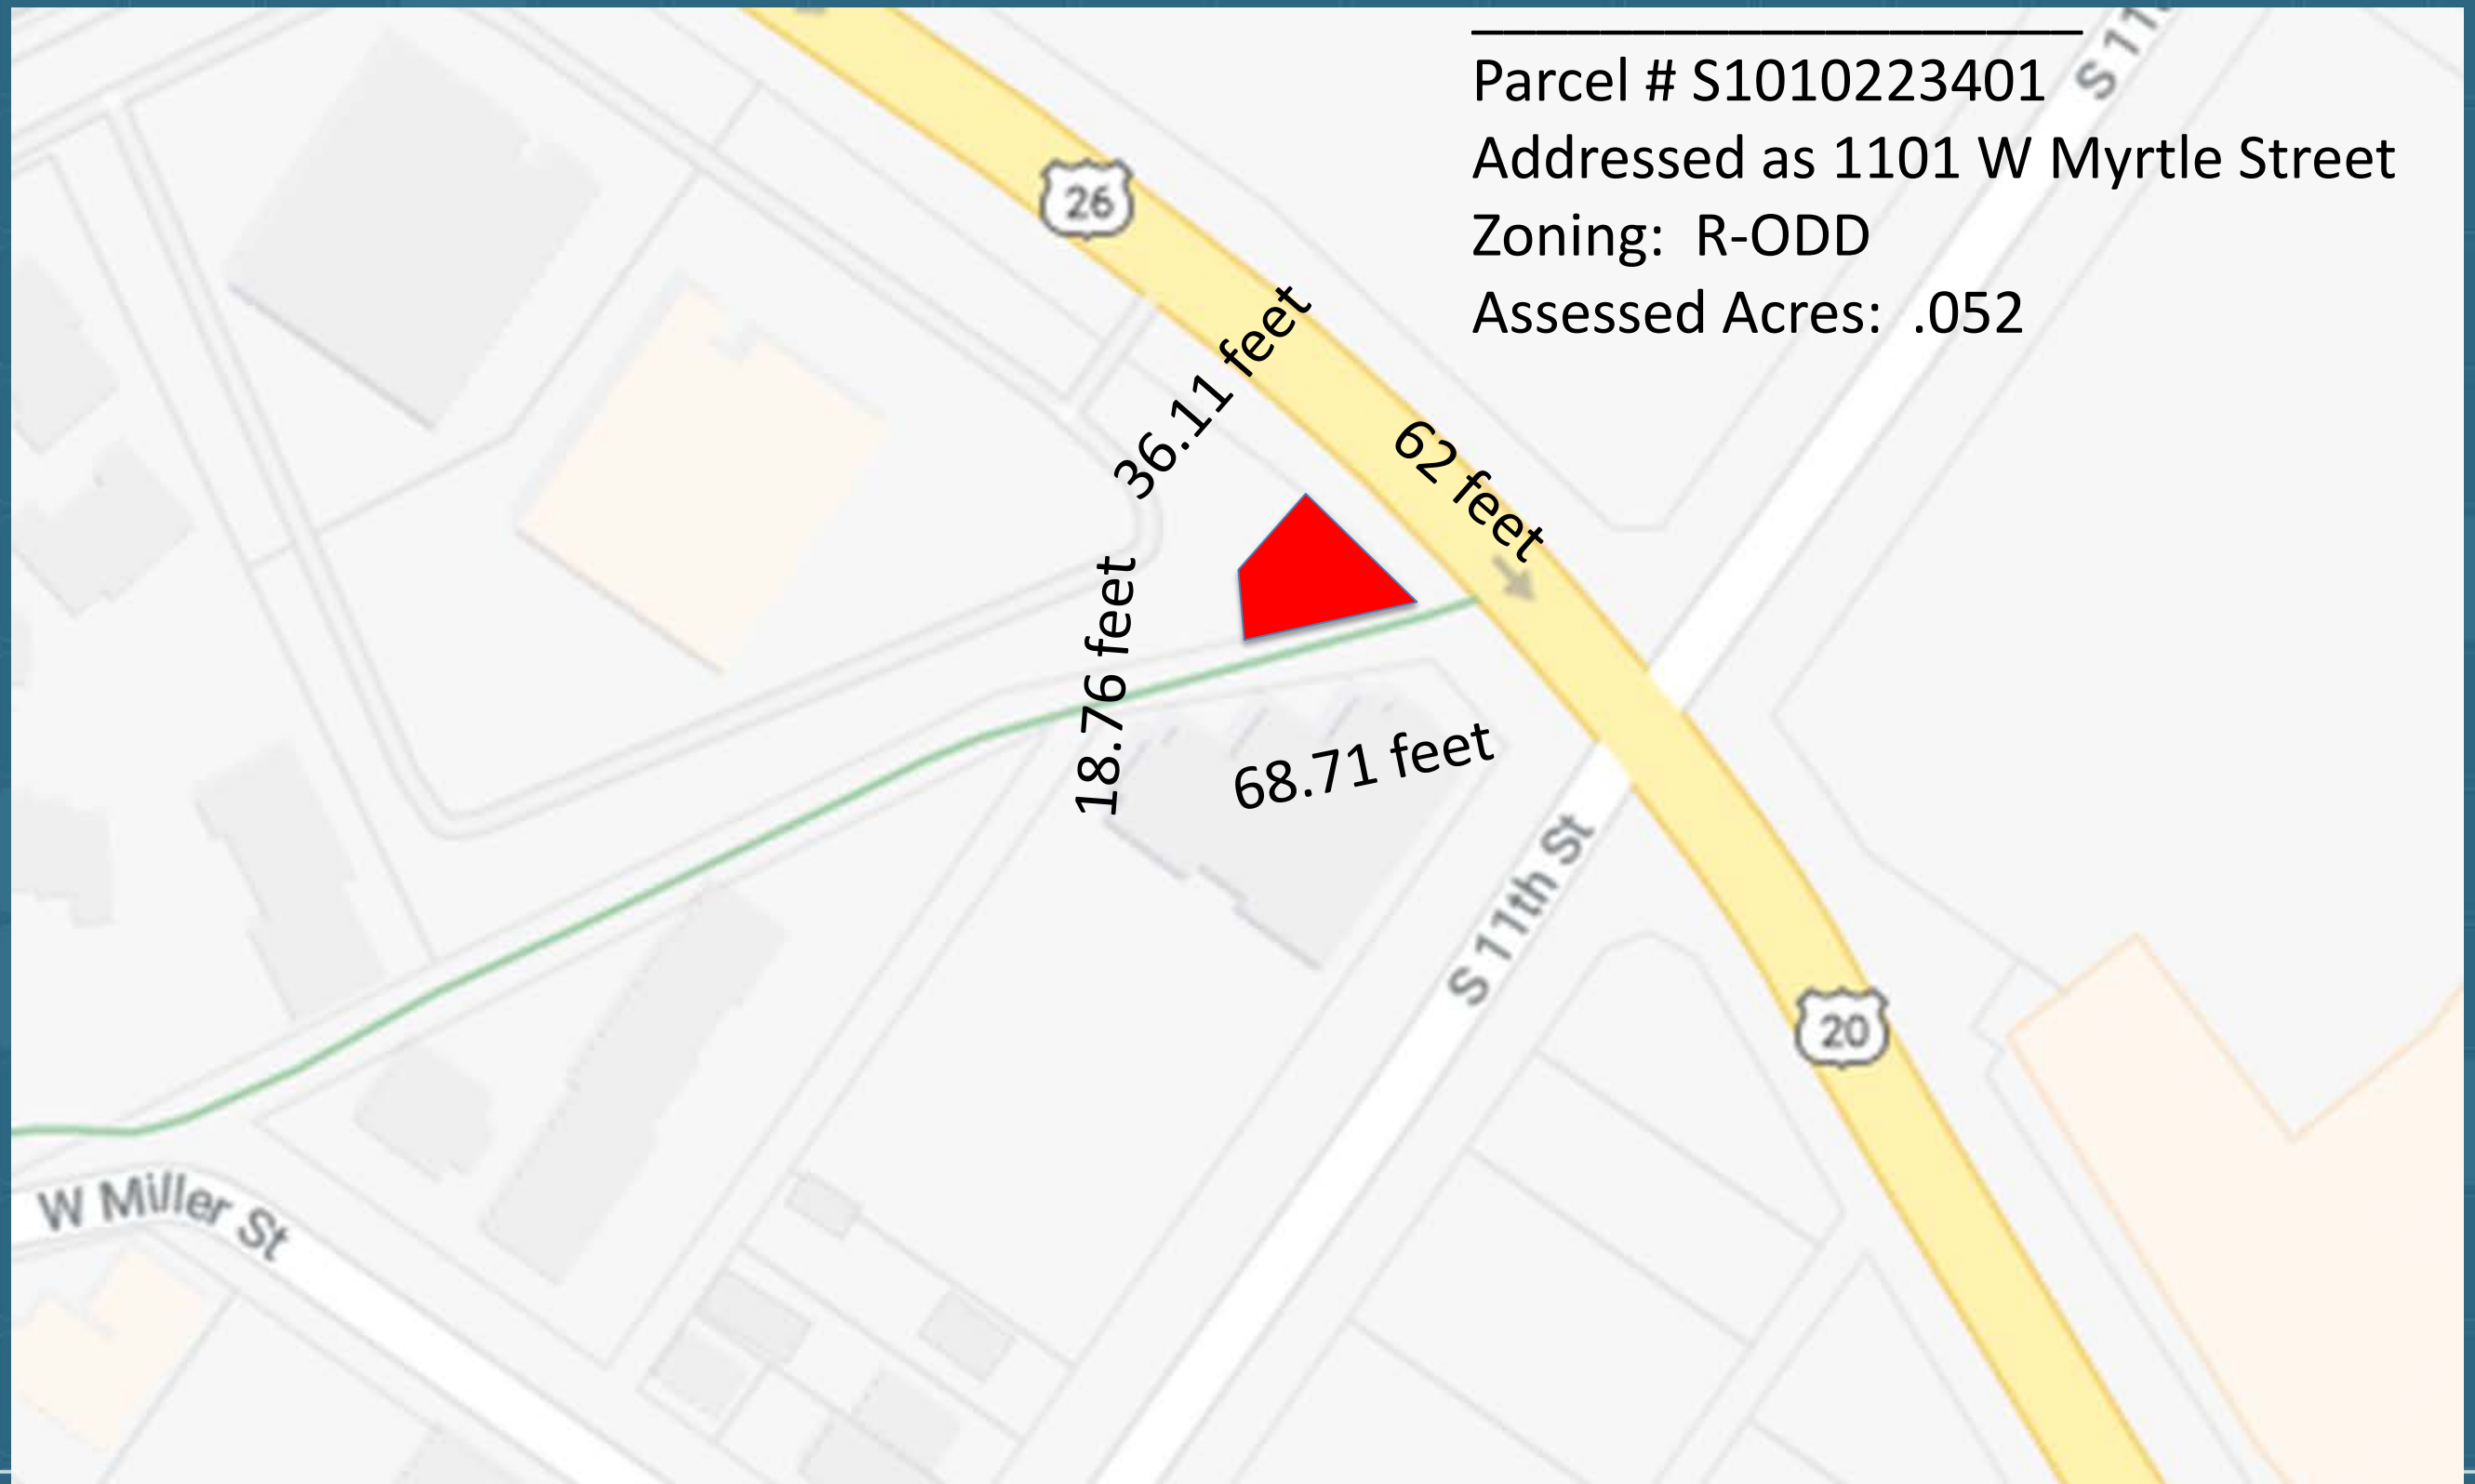 Parcel # S1010223401
Addressed as 1101 W Myrtle Street
Zoning: R-ODD
Assessed Acres: .052
26
36.11 feet
62 feet
18.76 feet
68.71 feet
S 11th St
20
W Miller St